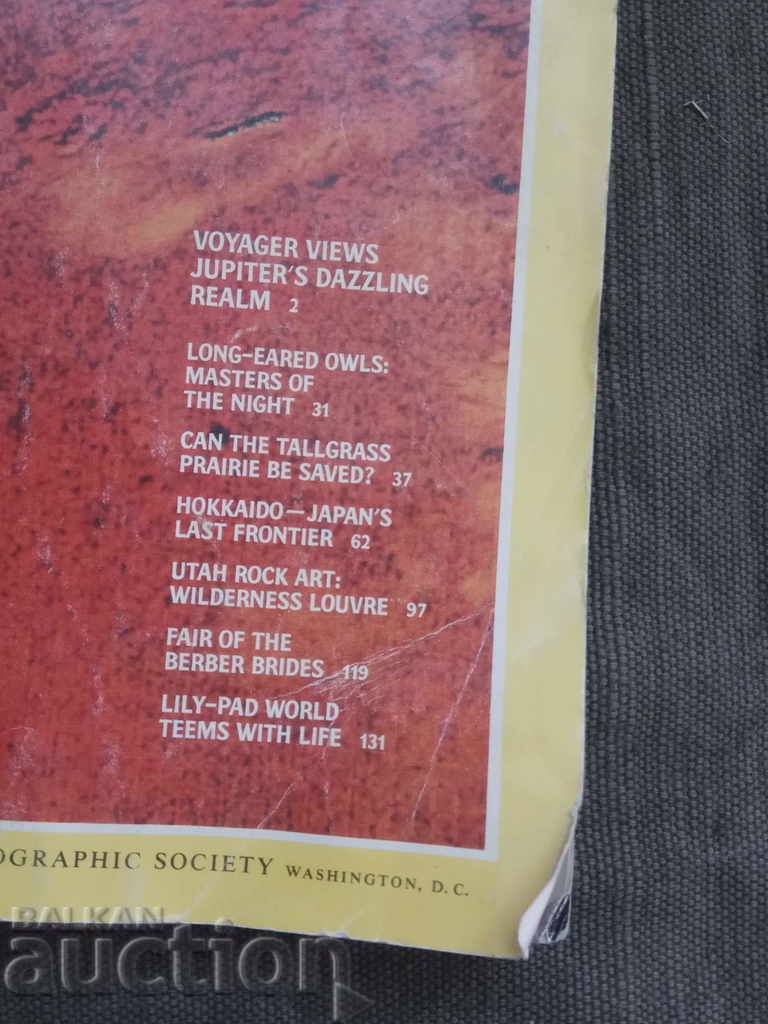 VOYAGER VIEWS
JUPITER'S DAZZLING
REALM 2
LONG-EARED OWLS:
MASTERS OF
THE NIGHT 31
CAN THE TALLGRASS
PRAIRIE BE SAVED? 37
HOKKAIDO—JAPAN'S
LAST FRONTIER 62
UTAH ROCK ART:
WILDERNESS LOUVRE 97
FAIR OF THE
BERBER BRIDES 119
LILY-PAD WORLD
TEEMS WITH LIFE 131
OGRAPHIC SOCIETY WASHINGTON, D.C.
BALKAN
auction